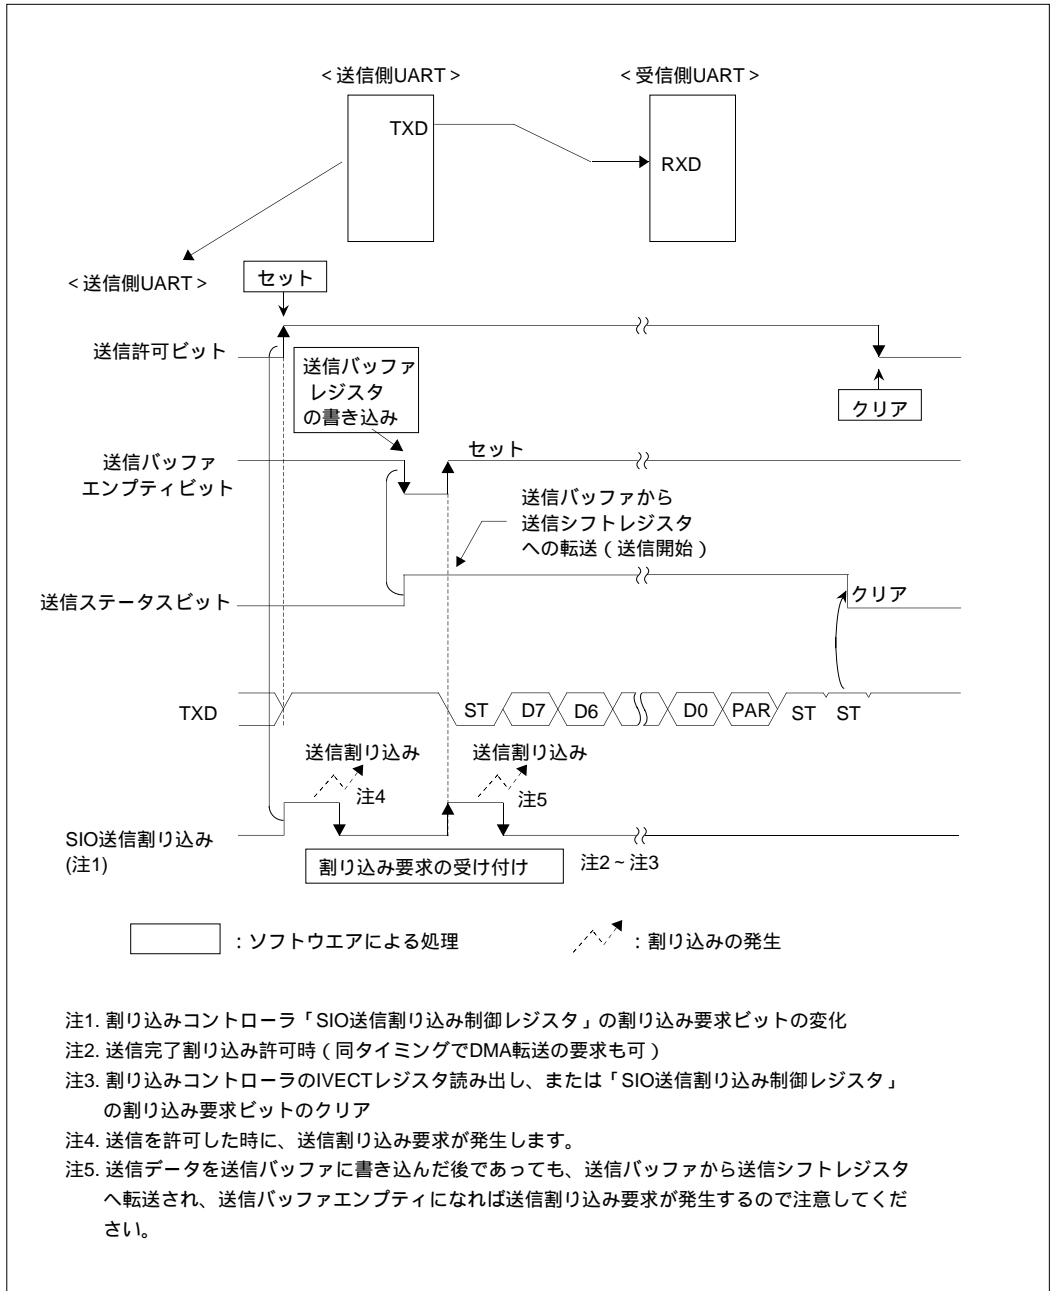 <送信側UART>
<受信側UART>
TXD
RXD
<送信側UART>
セット
送信許可ビット
送信バッファ
レジスタ
の書き込み
クリア
送信バッファ
エンプティビット
セット
送信バッファから
送信シフトレジスタ
への転送(送信開始)
送信ステータスビット
クリア
TXD
ST D7 D6 D0 PAR ST ST
送信割り込み
送信割り込み
注4
注5
SIO送信割り込み
(注1)
割り込み要求の受け付け
注2~注3
:ソフトウエアによる処理
:割り込みの発生
注1. 割り込みコントローラ「SIO送信割り込み制御レジスタ」の割り込み要求ビットの変化
注2. 送信完了割り込み許可時(同タイミングでDMA転送の要求も可)
注3. 割り込みコントローラのIVECTレジスタ読み出し、または「SIO送信割り込み制御レジスタ」
の割り込み要求ビットのクリア
注4. 送信を許可した時に、送信割り込み要求が発生します。
注5. 送信データを送信バッファに書き込んだ後であっても、送信バッファから送信シフトレジスタ
へ転送され、送信バッファエンプティになれば送信割り込み要求が発生するので注意してくだ
さい。